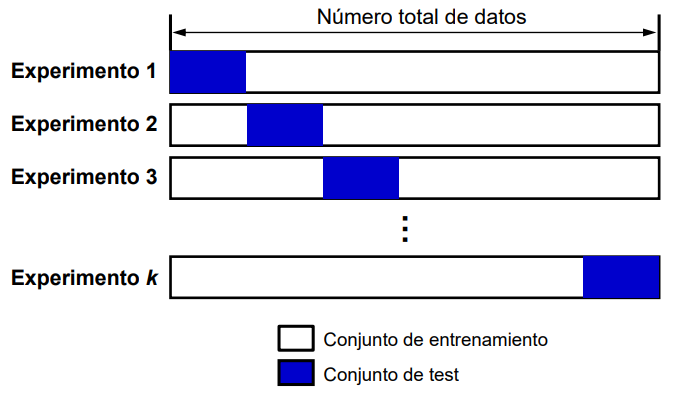 Número total de datos
Experimento 1
Experimento 2
Experimento 3
⋮
Experimento k
Conjunto de entrenamiento
Conjunto de test